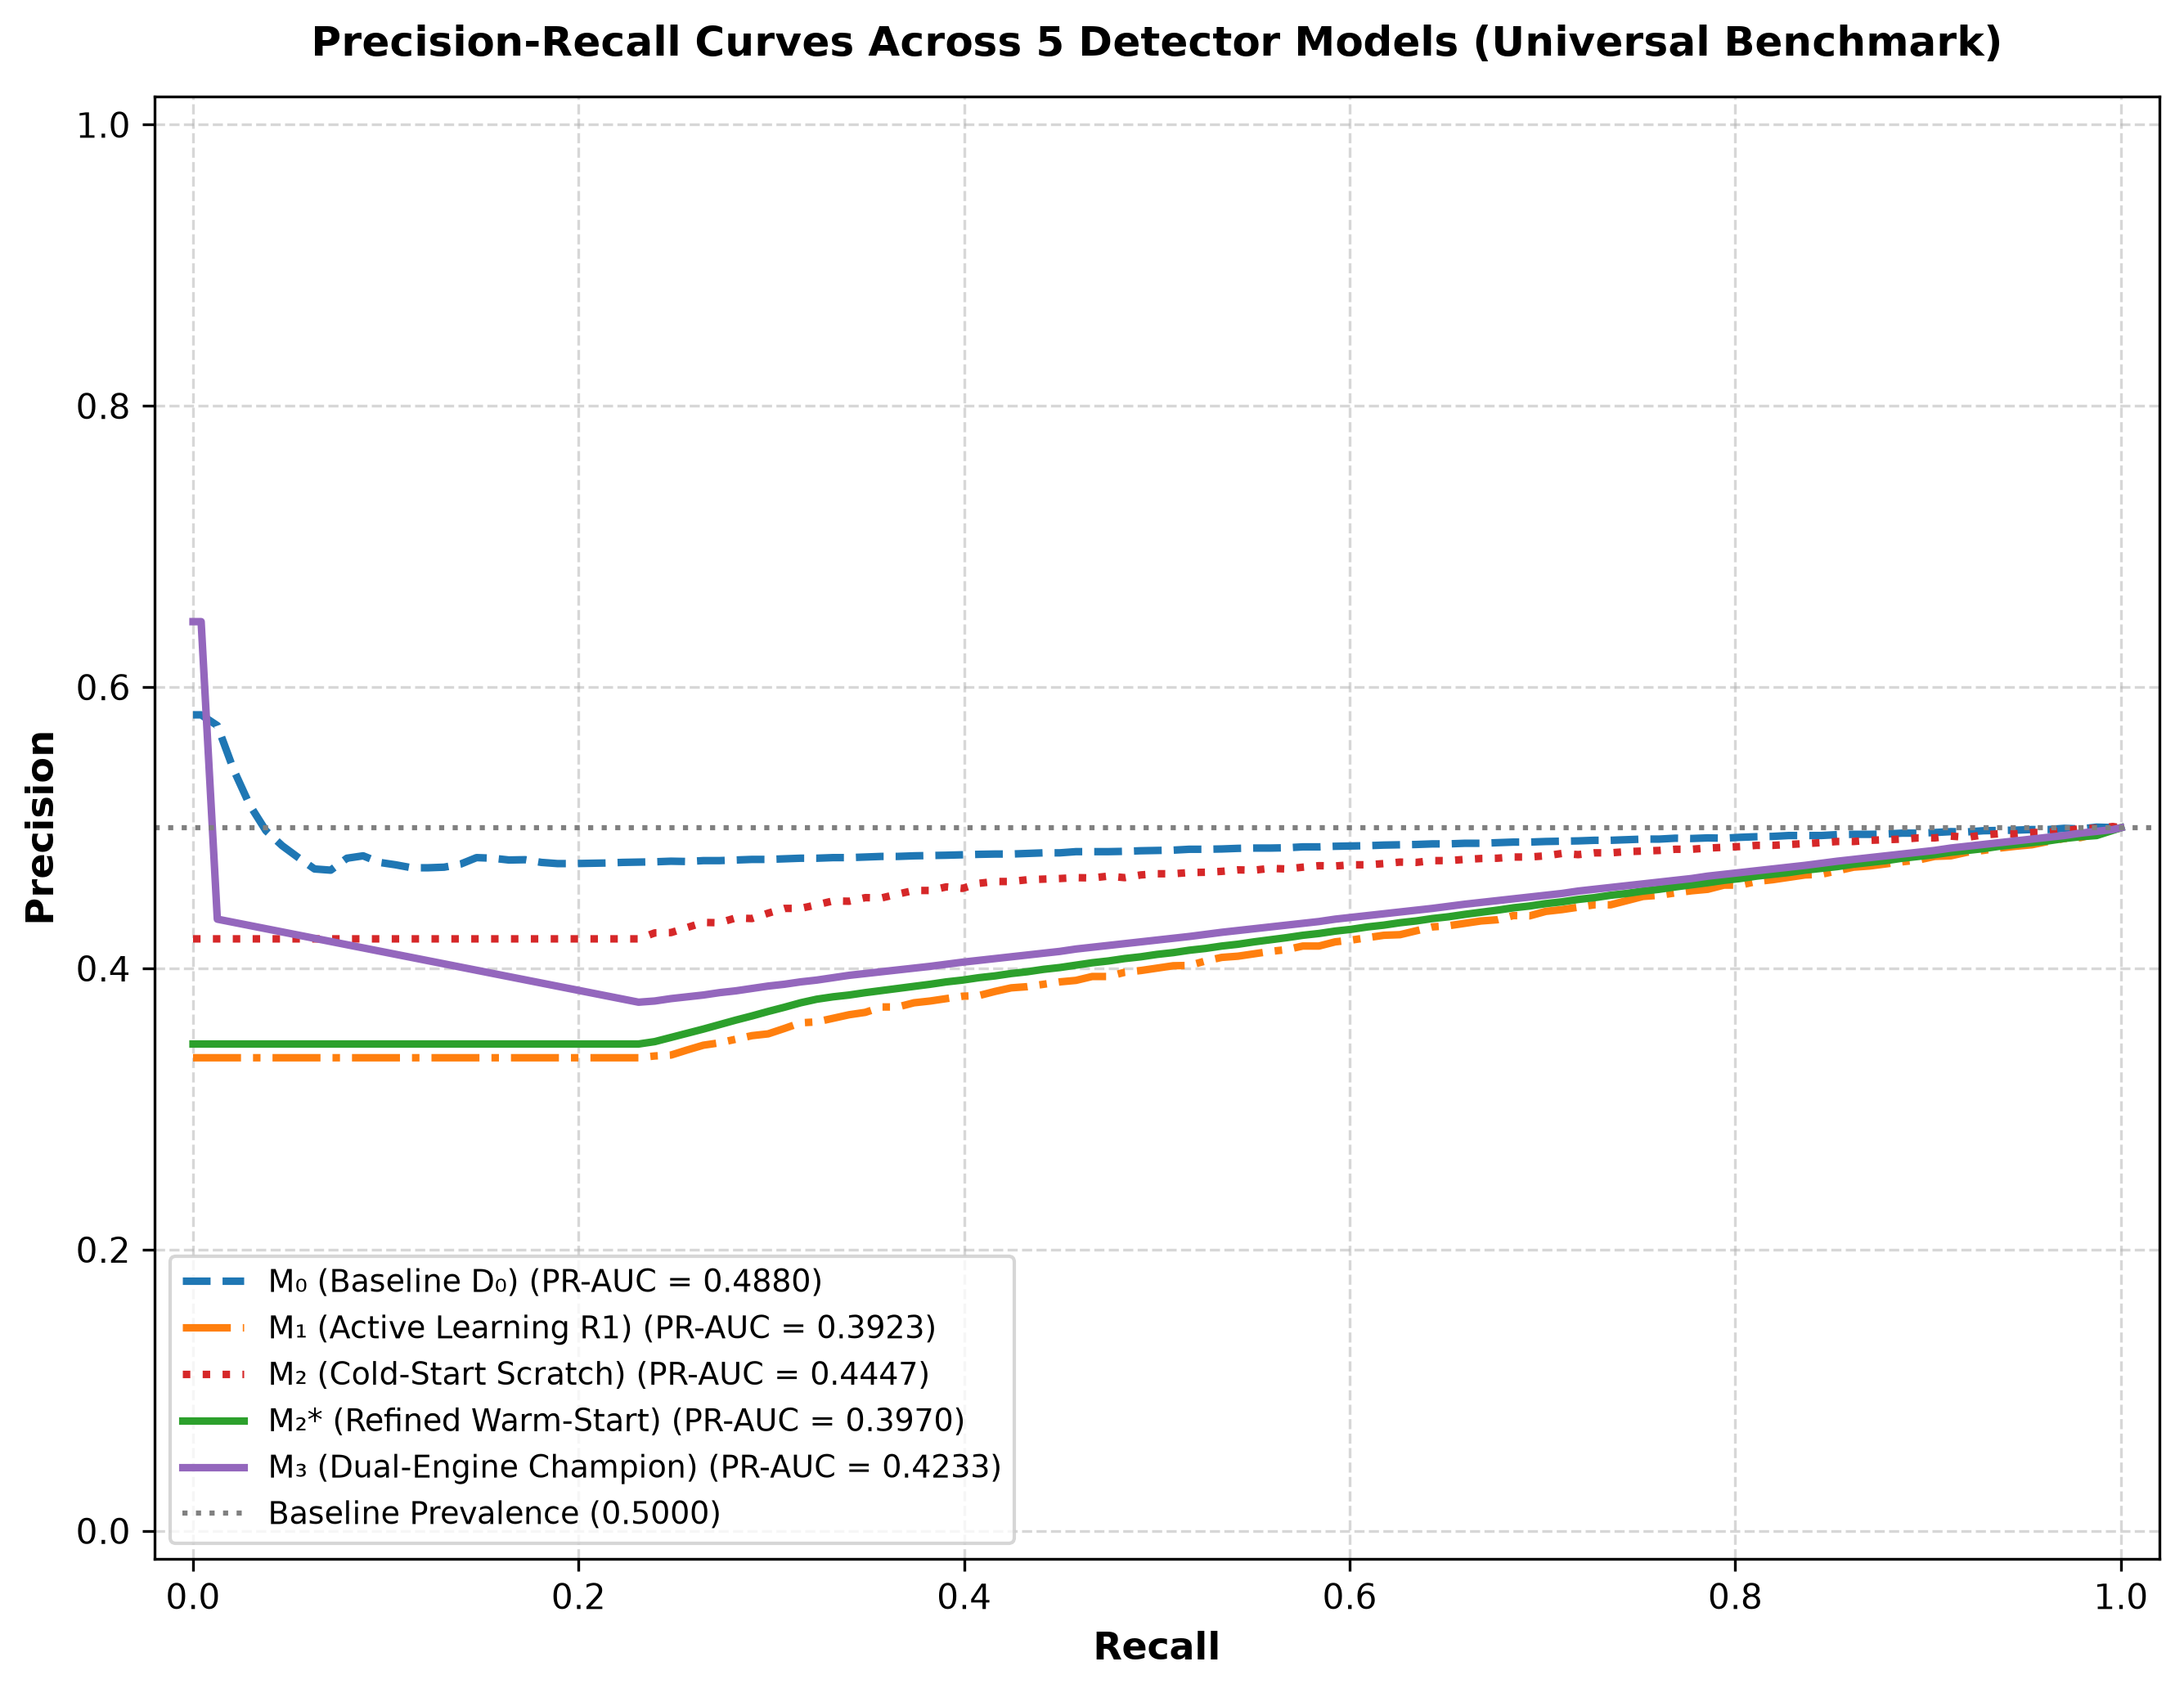 Precision-Recall Curves Across 5 Detector Models (Universal Benchmark)
Precision
1.0
0.8
0.6
0.4
0.2
0.0
M₀ (Baseline D₀) (PR-AUC = 0.4880)
M₁ (Active Learning R1) (PR-AUC = 0.3923)
M₂ (Cold-Start Scratch) (PR-AUC = 0.4447)
M₂* (Refined Warm-Start) (PR-AUC = 0.3970)
M₃ (Dual-Engine Champion) (PR-AUC = 0.4233)
Baseline Prevalence (0.5000)
0.0 0.2 0.4 0.6 0.8 1.0
Recall